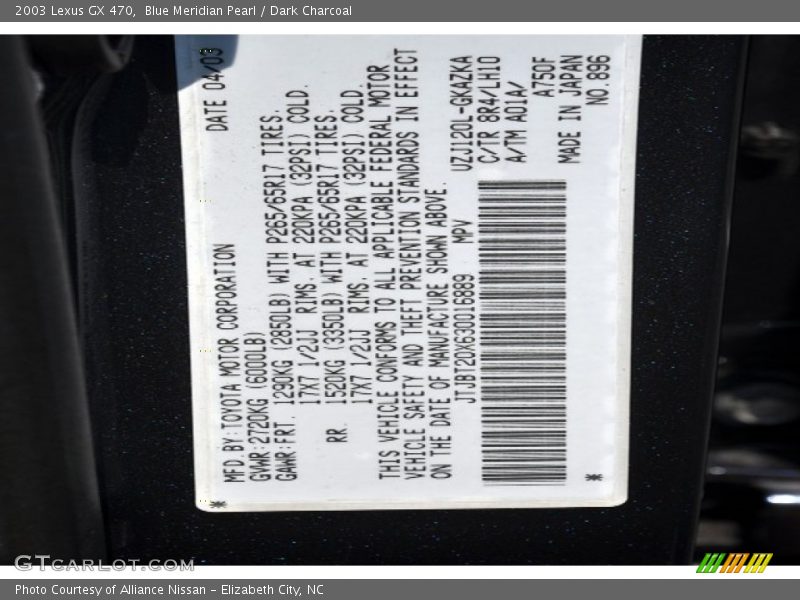 2003 Lexus GX 470, Blue Meridian Pearl / Dark Charcoal
DATE 04/03
MFD. BY: TOYOTA MOTOR CORPORATION
GVWR: 2720KG (6000LB)
GAWR: FRT. 1290KG (2850LB) WITH P265/65R17 TIRES.
17X7 1/2JJ RIMS. AT 220KPA (32PSI) COLD.
RR. 1520KG (3350LB) WITH P265/65R17 TIRES.
17X7 1/2JJ RIMS. AT 220KPA (32PSI) COLD.
THIS VEHICLE CONFORMS TO ALL APPLICABLE FEDERAL MOTOR
VEHICLE SAFETY AND THEFT PREVENTION STANDARDS IN EFFECT
ON THE DATE OF MANUFACTURE SHOWN ABOVE.
JTJBT20X630016889 MPV
UZJ120L-GKAZKA
C/TR 8R4/LH10
A/TM A01A/
A750F
MADE IN JAPAN
NO. 896
GTCarLot.com
Photo Courtesy of Alliance Nissan - Elizabeth City, NC